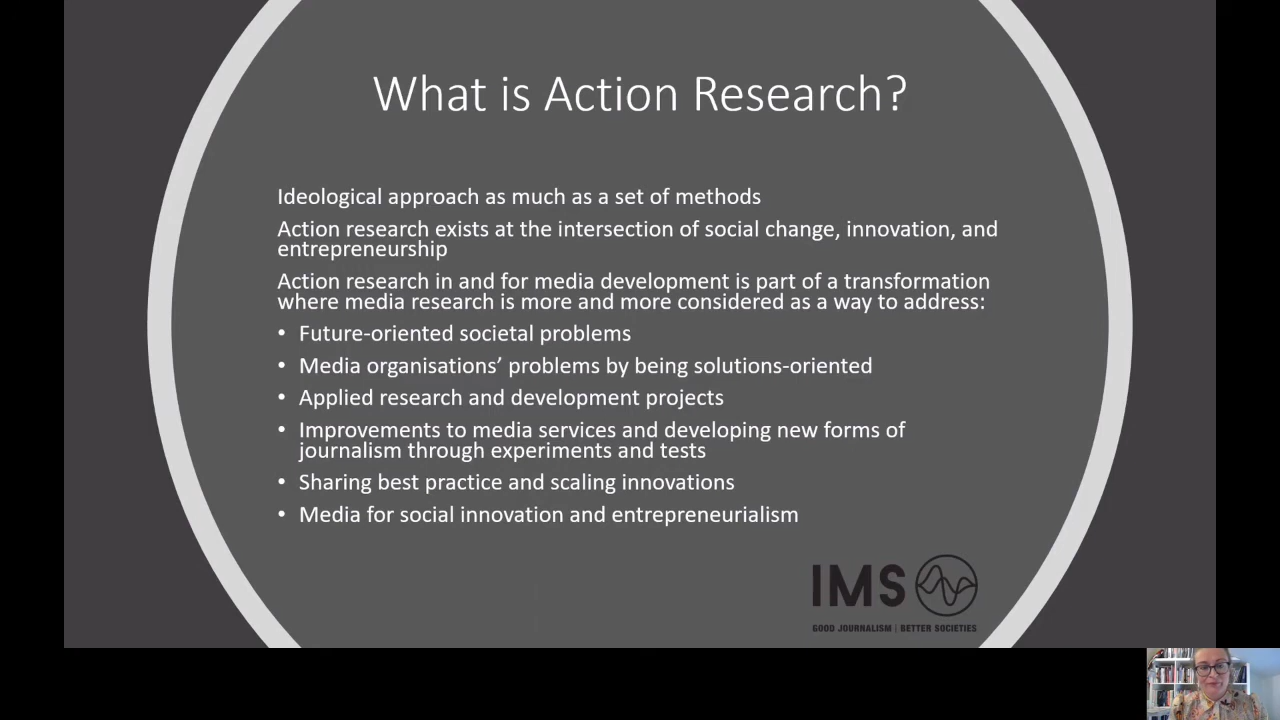 What is Action Research?
Ideological approach as much as a set of methods
Action research exists at the intersection of social change, innovation, and
entrepreneurship
Action research in and for media development is part of a transformation
where media research is more and more considered as a way to address:
• Future-oriented societal problems
• Media organisations’ problems by being solutions-oriented
• Applied research and development projects
• Improvements to media services and developing new forms of
journalism through experiments and tests
• Sharing best practice and scaling innovations
• Media for social innovation and entrepreneurialism
IMS
GOOD JOURNALISM | BETTER SOCIETIES